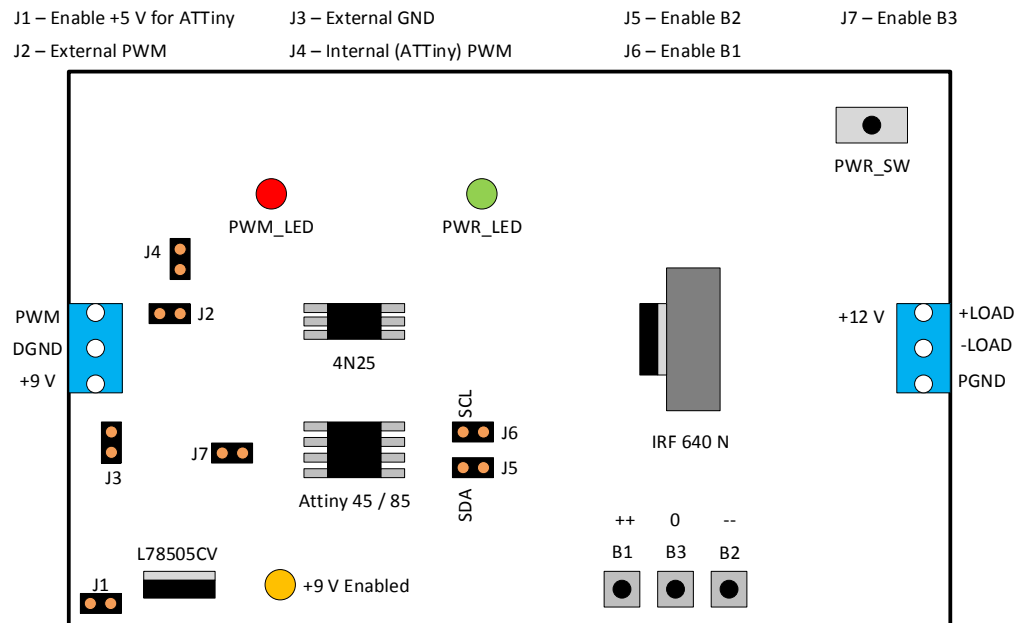 J1 – Enable +5 V for ATTiny
J3 – External GND
J5 – Enable B2
J7 – Enable B3
J2 – External PWM
J4 – Internal (ATTiny) PWM
J6 – Enable B1
PWR_SW
PWM_LED
PWR_LED
J4
J2
PWM
DGND
+9 V
4N25
+12 V
+LOAD
-LOAD
PGND
SCL
J6
IRF 640 N
J7
J5
J3
Attiny 45 / 85
SDA
++
0
--
L78505CV
B1
B3
B2
J1
+9 V Enabled